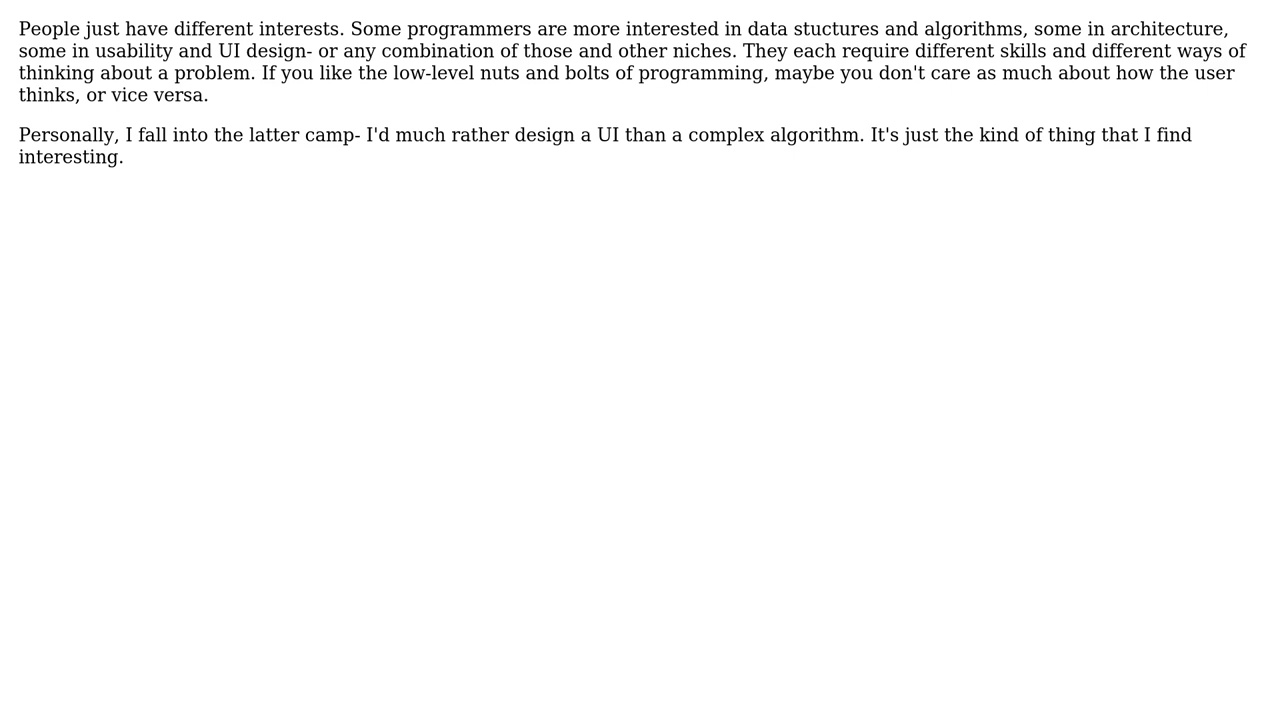 People just have different interests. Some programmers are more interested in data stuctures and algorithms, some in architecture,
some in usability and UI design- or any combination of those and other niches. They each require different skills and different ways of
thinking about a problem. If you like the low-level nuts and bolts of programming, maybe you don't care as much about how the user
thinks, or vice versa.
Personally, I fall into the latter camp- I'd much rather design a UI than a complex algorithm. It's just the kind of thing that I find
interesting.